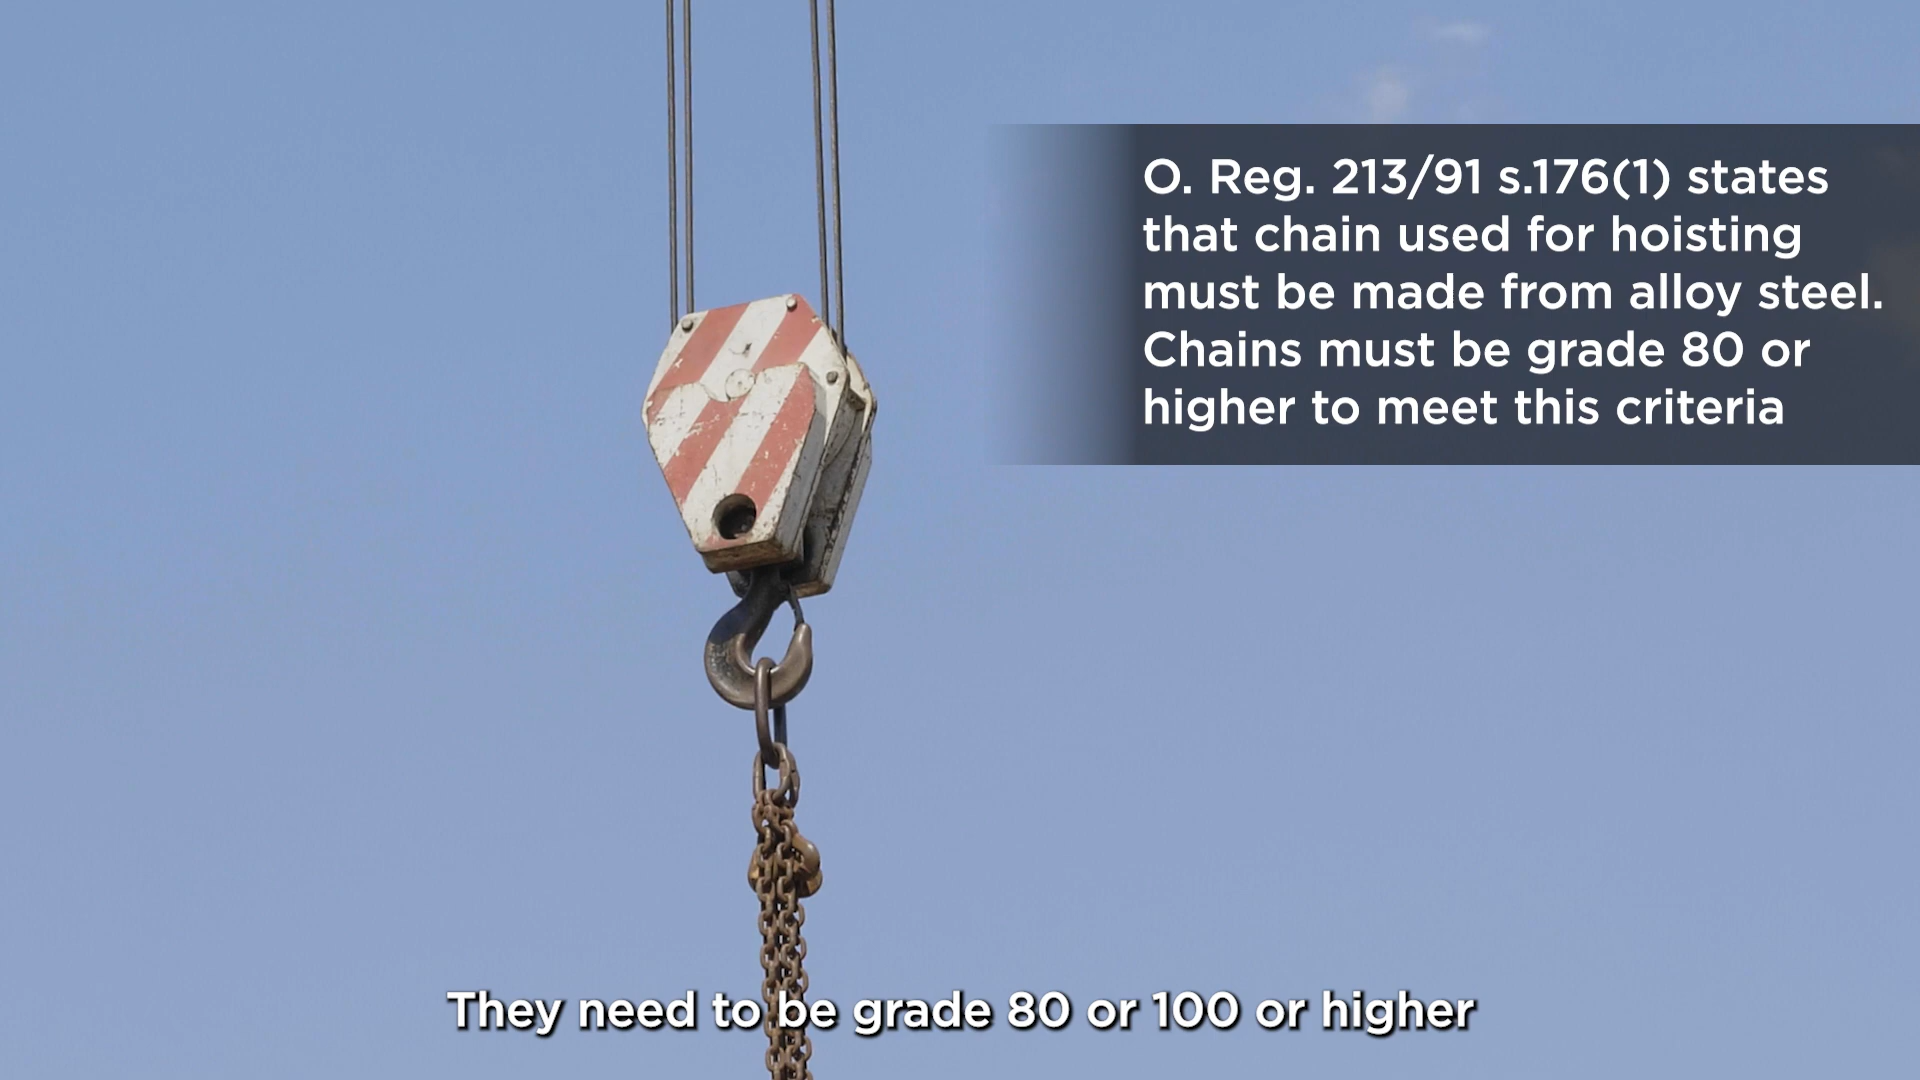 O. Reg. 213/91 s.176(1) states
that chain used for hoisting
must be made from alloy steel.
Chains must be grade 80 or
higher to meet this criteria
They need to be grade 80 or 100 or higher